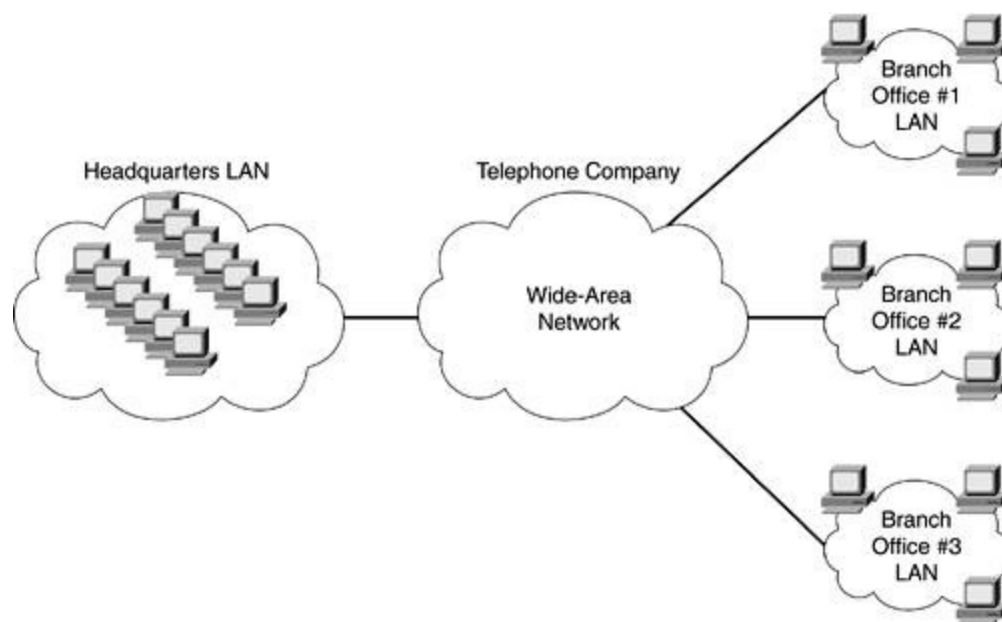 Headquarters LAN
Telephone Company
Wide-Area
Network
Branch
Office #1
LAN
Branch
Office #2
LAN
Branch
Office #3
LAN